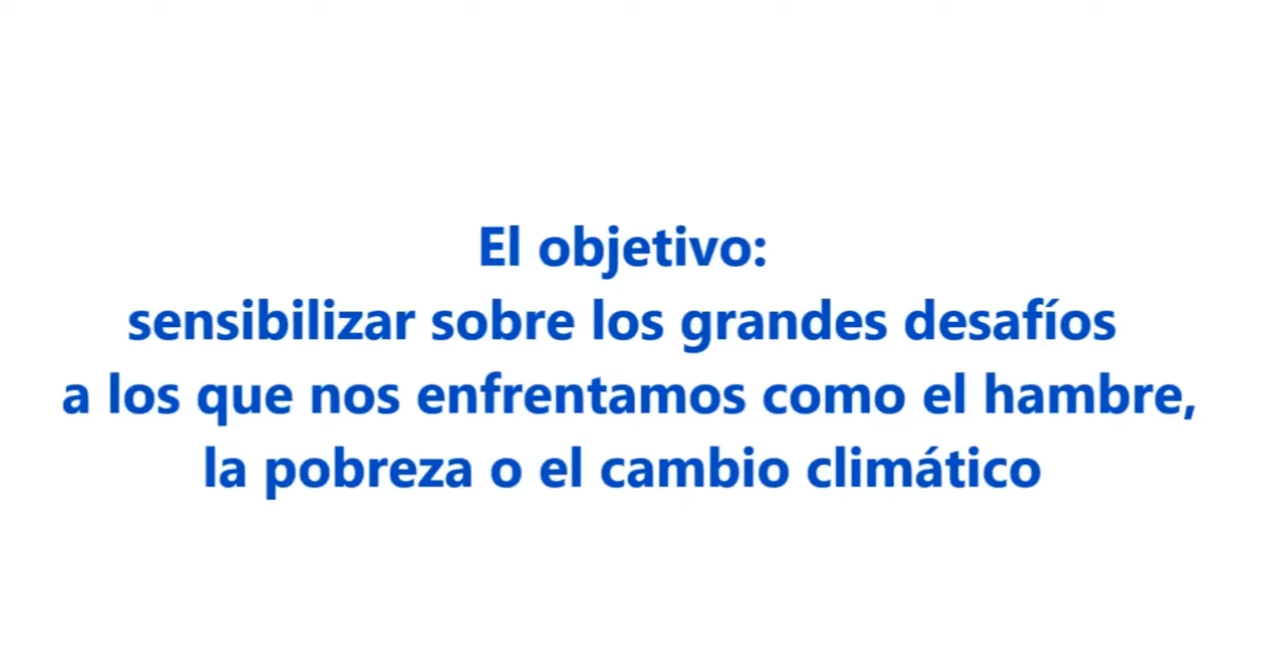 El objetivo:
sensibilizar sobre los grandes desafíos
a los que nos enfrentamos como el hambre,
la pobreza o el cambio climático